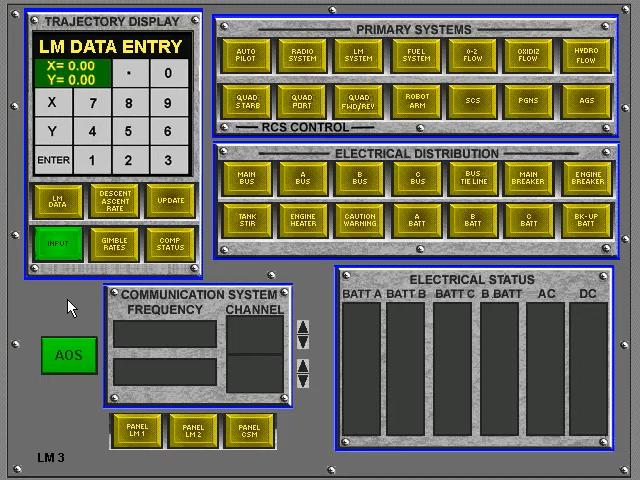 TRAJECTORY DISPLAY
LM DATA ENTRY
X= 0.00
Y= 0.00
.
0
X
7
8
9
Y
4
5
6
ENTER
1
2
3
LM
DATA
DESCENT
ASCENT
RATE
UPDATE
INPUT
GIMBLE
RATES
COMP
STATUS
PRIMARY SYSTEMS
AUTO
PILOT
RADIO
SYSTEM
LM
SYSTEM
FUEL
SYSTEM
O-2
FLOW
OXIDIZ
FLOW
HYDRO
FLOW
QUAD
STARB
QUAD
PORT
QUAD
FWD/REV
ROBOT
ARM
SCS
PGNS
AGS
RCS CONTROL
ELECTRICAL DISTRIBUTION
MAIN
BUS
A
BUS
B
BUS
C
BUS
BUS
TIE LINE
MAIN
BREAKER
ENGINE
BREAKER
TANK
STIR
ENGINE
HEATER
CAUTION
WARNING
A
BATT
B
BATT
C
BATT
BK-UP
BATT
COMMUNICATION SYSTEM
FREQUENCY
CHANNEL
AOS
PANEL
LM 1
PANEL
LM 2
PANEL
CSM
ELECTRICAL STATUS
BATT A
BATT B
BATT C
B BATT
AC
DC
LM 3